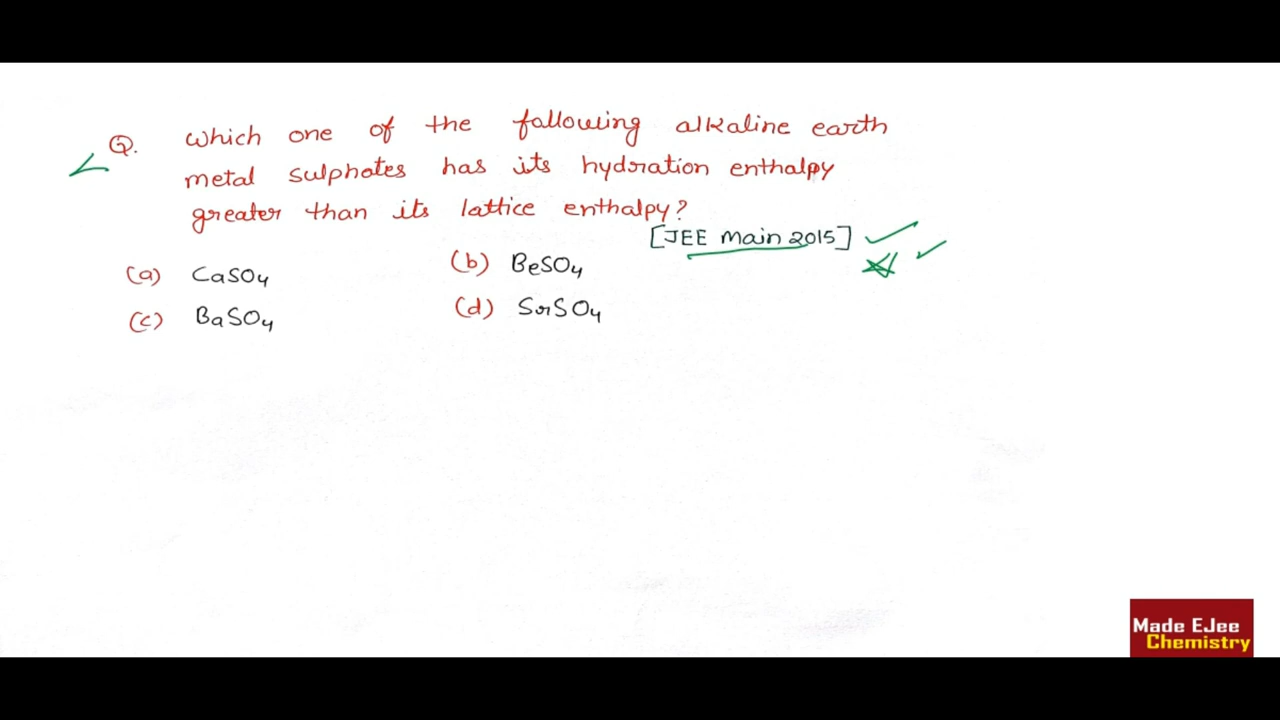 Q. Which one of the following alkaline earth
metal sulphates has its hydration enthalpy
greater than its lattice enthalpy?
[JEE Main 2015]
(a) CaSO4 (b) BeSO4
(c) BaSO4 (d) SrSO4
Made EJee
Chemistry